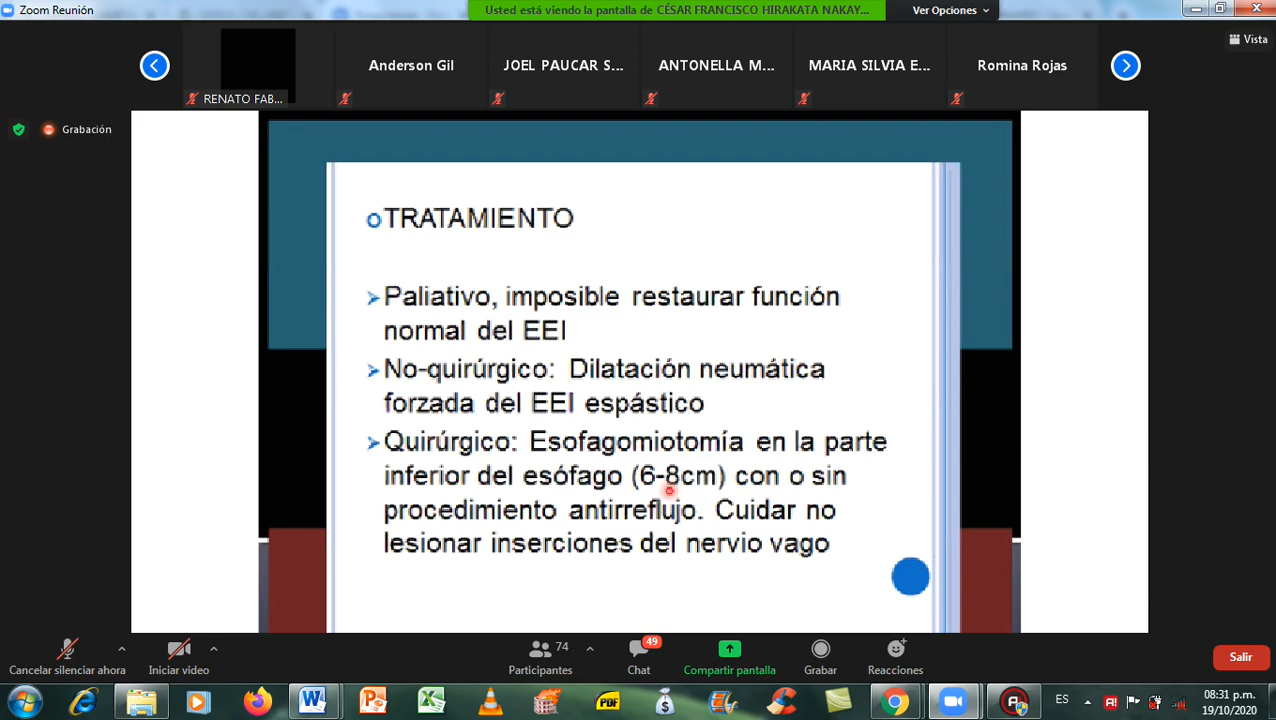 Zoom Reunión
Usted está viendo la pantalla de CÉSAR FRANCISCO HIRAKATA NAKAY...
Ver Opciones
Vista
RENATO FAB...
Anderson Gil
JOEL PAUCAR S...
ANTONELLA M...
MARIA SILVIA E...
Romina Rojas
Grabación
TRATAMIENTO
Paliativo, imposible restaurar función
normal del EEI
No-quirúrgico: Dilatación neumática
forzada del EEI espástico
Quirúrgico: Esofagomiotomía en la parte
inferior del esófago (6-8cm) con o sin
procedimiento antirreflujo. Cuidar no
lesionar inserciones del nervio vago
Cancelar silenciar ahora
Iniciar video
74
Participantes
49
Chat
Compartir pantalla
Grabar
Reacciones
Salir
PDF
ES
08:31 p.m.
19/10/2020